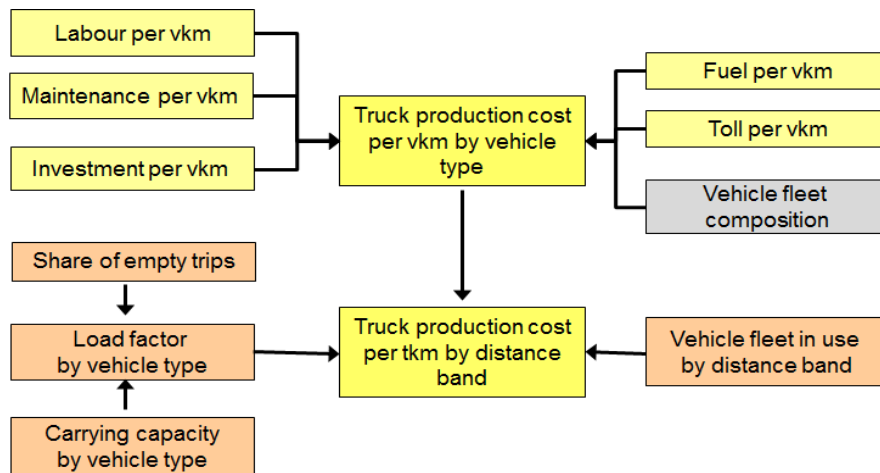 Labour per vkm
Maintenance per vkm
Investment per vkm
Truck production cost
per vkm by vehicle
type
Fuel per vkm
Toll per vkm
Vehicle fleet
composition
Share of empty trips
Load factor
by vehicle type
Carrying capacity
by vehicle type
Truck production cost
per tkm by distance
band
Vehicle fleet in use
by distance band